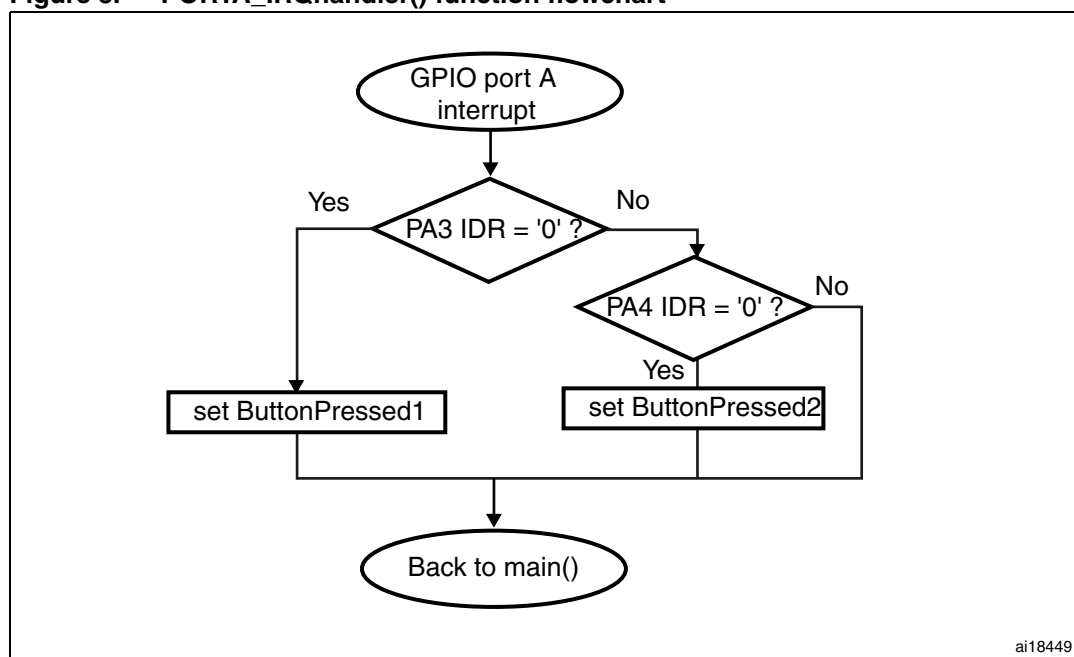 GPIO port A
interrupt
Yes
No
PA3 IDR = '0' ?
No
PA4 IDR = '0' ?
Yes
set ButtonPressed1
set ButtonPressed2
Back to main()
ai18449